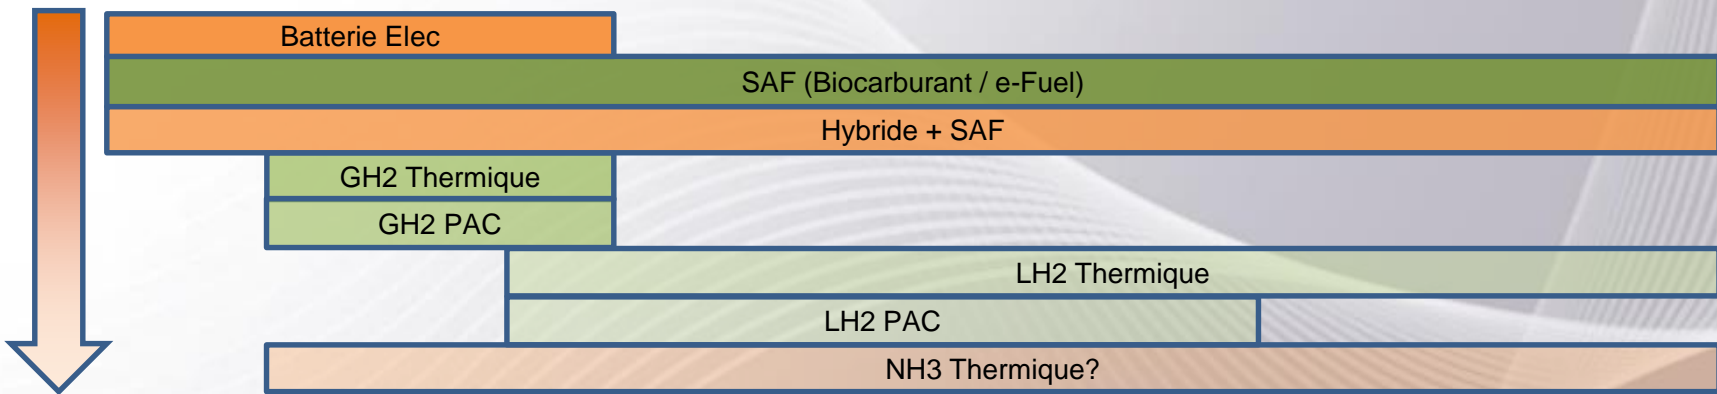 Batterie Elec
SAF (Biocarburant / e-Fuel)
Hybride + SAF
GH2 Thermique
GH2 PAC
LH2 Thermique
LH2 PAC
NH3 Thermique?